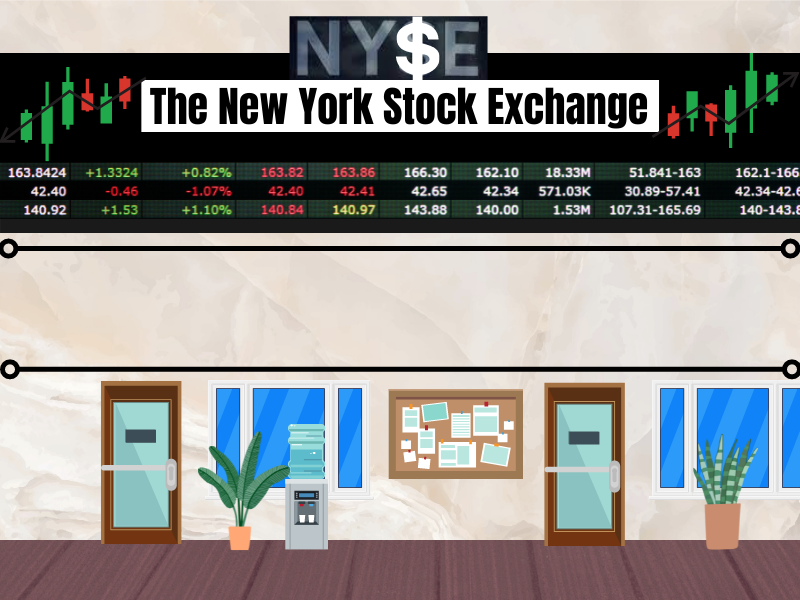 NY$E
The New York Stock Exchange
163.8424 +1.3324 +0.82% 163.82 163.86 166.30 162.10 18.33M 51.841-163 162.1-166
42.40 -0.46 -1.07% 42.40 42.41 42.65 42.34 571.03K 30.89-57.41 42.34-42.6
140.92 +1.53 +1.10% 140.84 140.97 143.88 140.00 1.53M 107.31-165.69 140-143.8